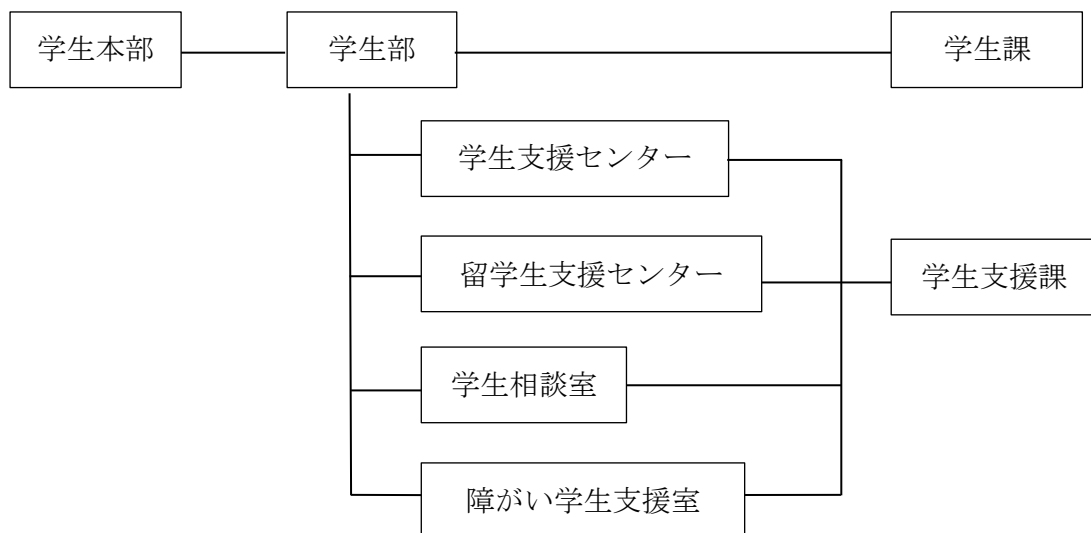 学生本部
学生部
学生課
学生支援センター
留学生支援センター
学生支援課
学生相談室
障がい学生支援室